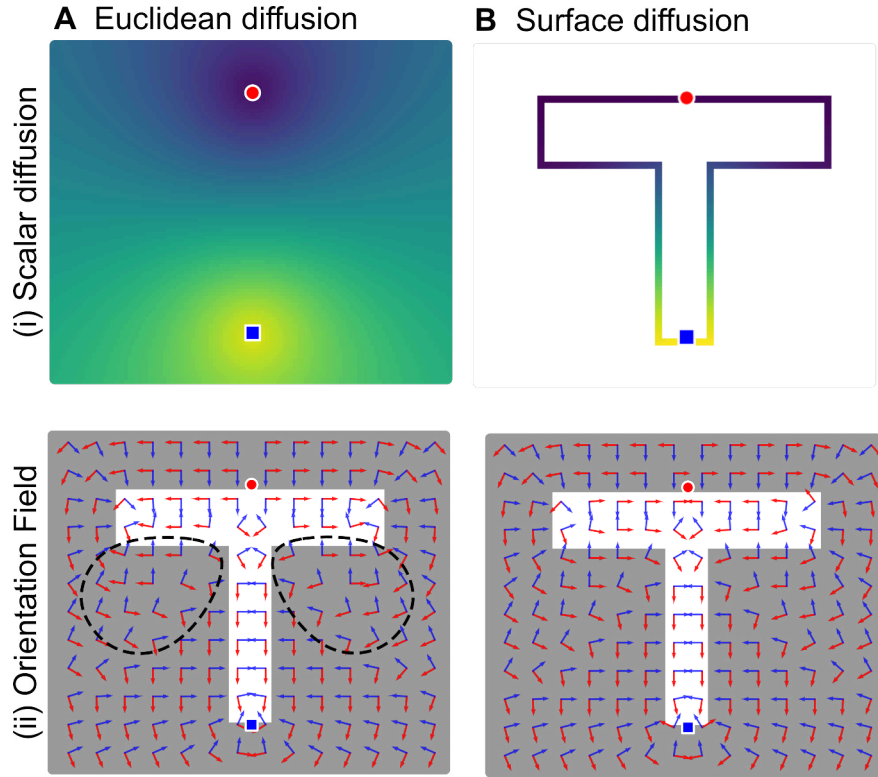 A Euclidean diffusion
B Surface diffusion
(i) Scalar diffusion
(ii) Orientation Field